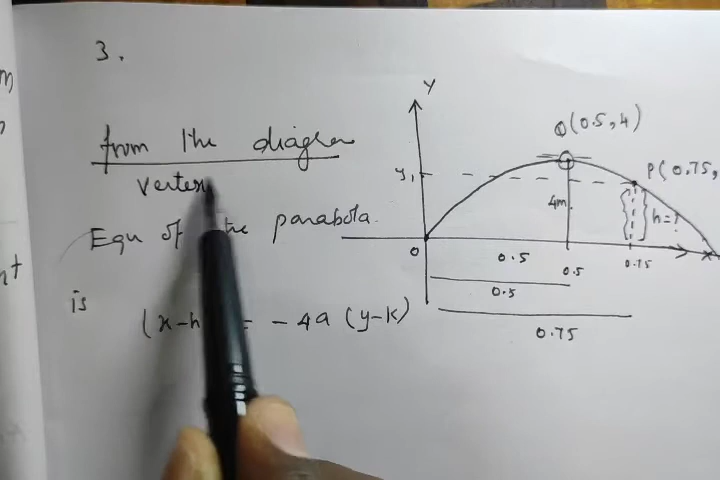 3.
from the diagram
vertex
Equ of the parabola
is
(x-h = -4a (y-k)
Y
Q(0.5,4)
y₁
P(0.75,
4m
h=?
0
0.5
0.5
0.75
0.5
0.75